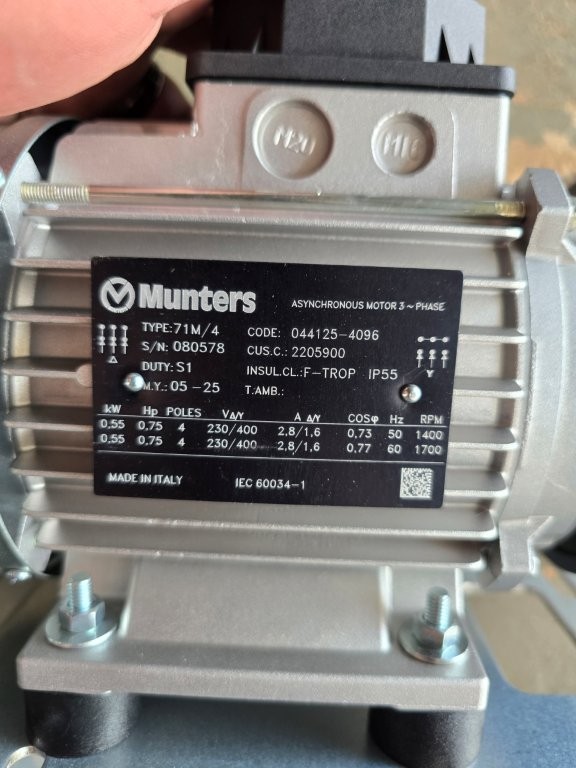 M20 M16
Munters ASYNCHRONOUS MOTOR 3 ~ PHASE
TYPE: 71M/4 CODE: 044125-4096
S/N: 080578 CUS.C.: 2205900
DUTY: S1 INSUL.CL.: F-TROP IP55
M.Y.: 05-25 T.AMB.:
Δ Y
kW Hp POLES V Δ/Y A Δ/Y COSφ Hz RPM
0,55 0,75 4 230/400 2,8/1,6 0,73 50 1400
0,55 0,75 4 230/400 2,8/1,6 0,77 60 1700
MADE IN ITALY IEC 60034-1